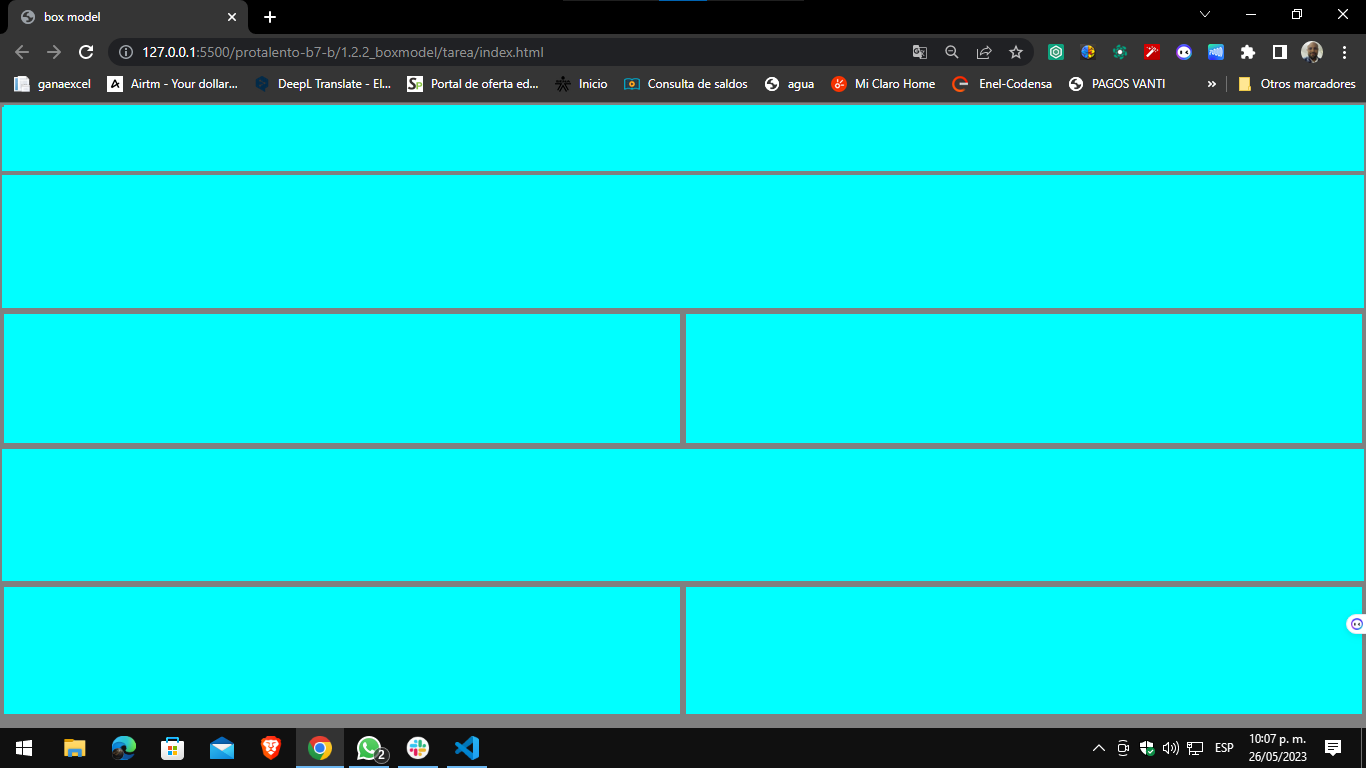 box model
127.0.0.1:5500/protalento-b7-b/1.2.2_boxmodel/tarea/index.html
ganaexcel Airtm - Your dollar... DeepL Translate - El... Portal de oferta ed... Inicio Consulta de saldos agua Mi Claro Home Enel-Codensa PAGOS VANTI » Otros marcadores
2 ESP 10:07 p. m.
26/05/2023